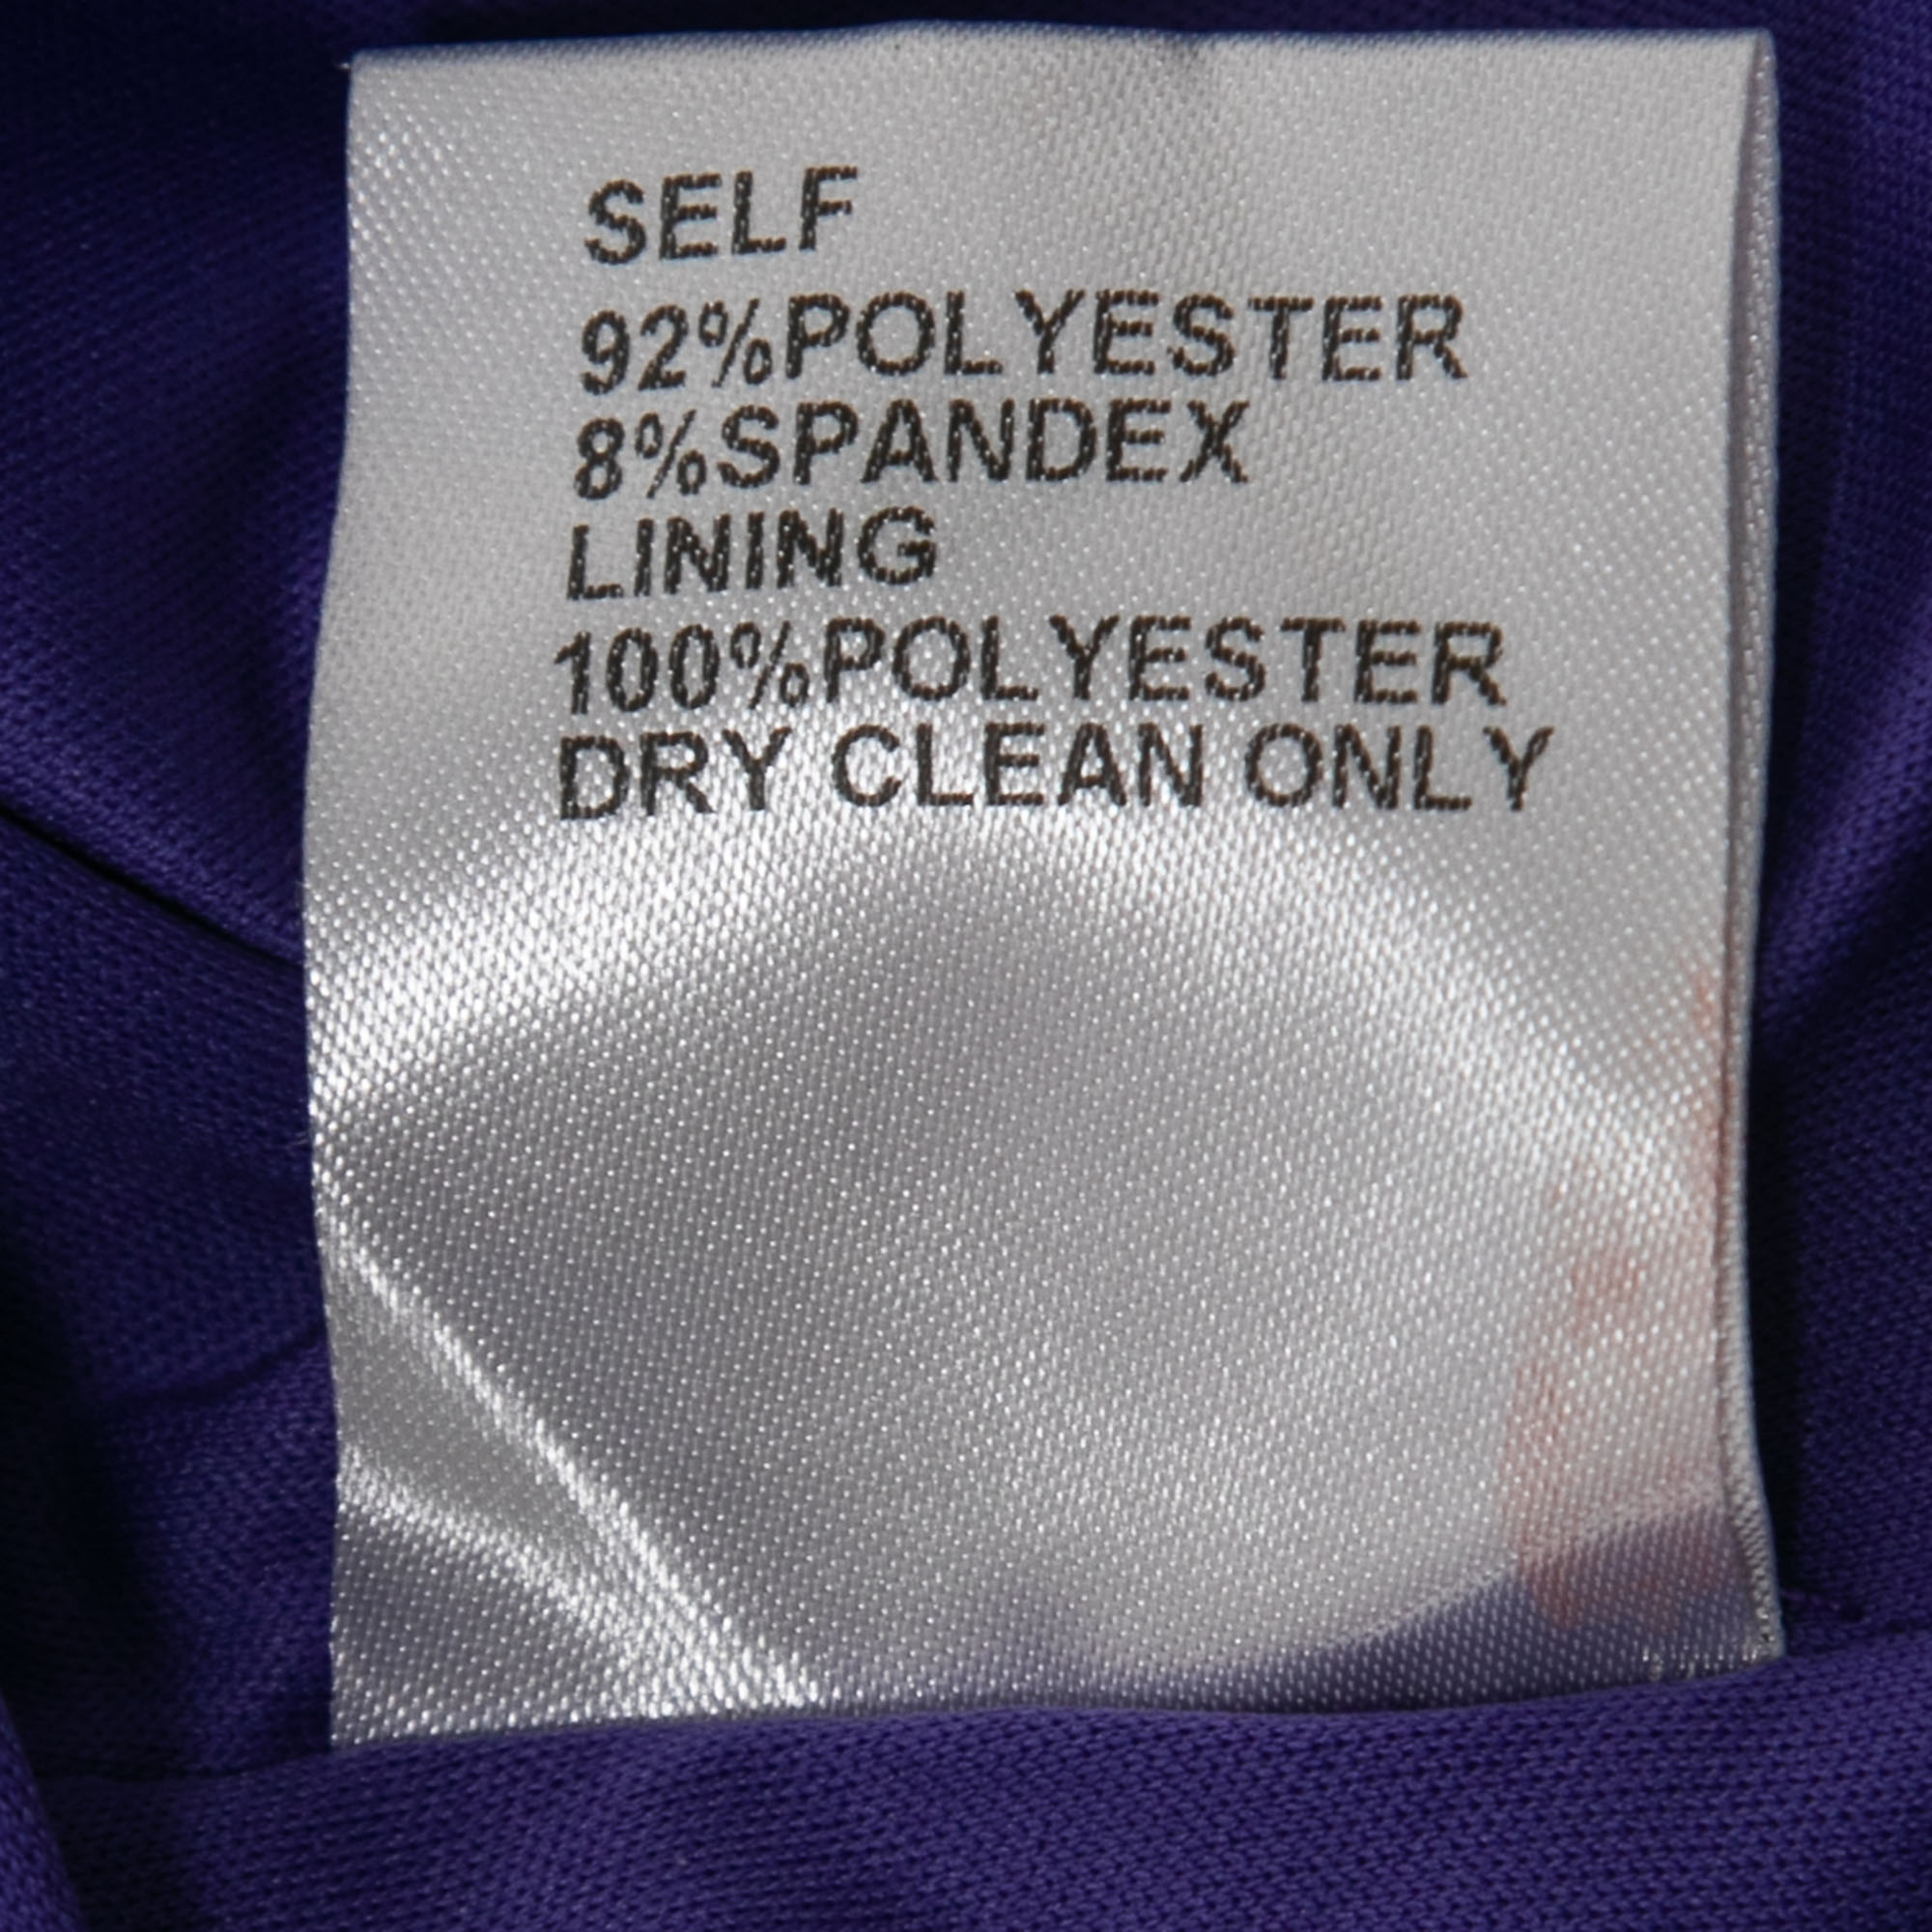 SELF
92%POLYESTER
8%SPANDEX
LINING
100%POLYESTER
DRY CLEAN ONLY